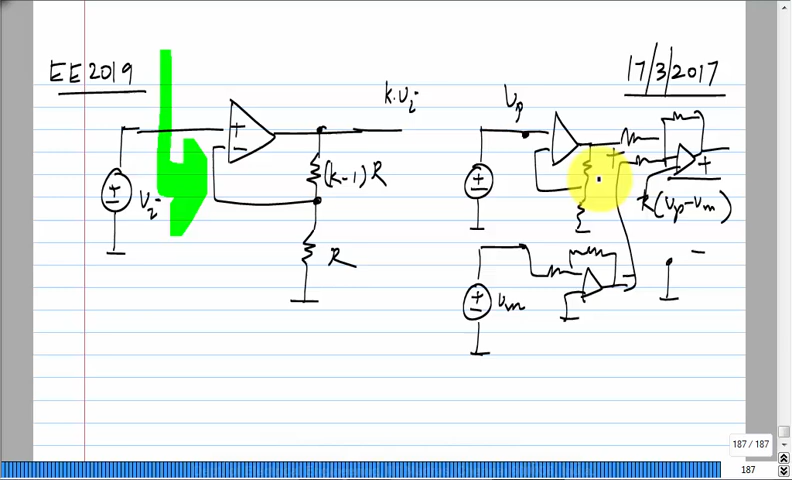 EE2019
17/3/2017
k.vi
Vp
+
−
(k-1)R
Vi
R
+
−
+
k(Vp-Vm)
+
−
Vm
187 / 187
187